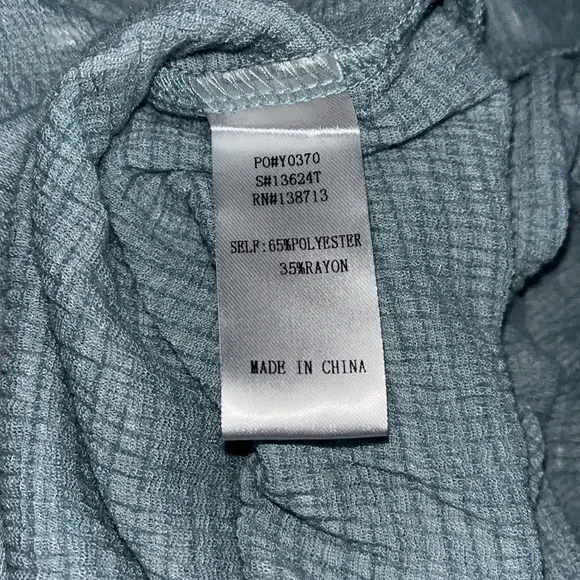 PO#Y0370
S#13624T
RN#138713
SELF:65%POLYESTER
35%RAYON
MADE IN CHINA